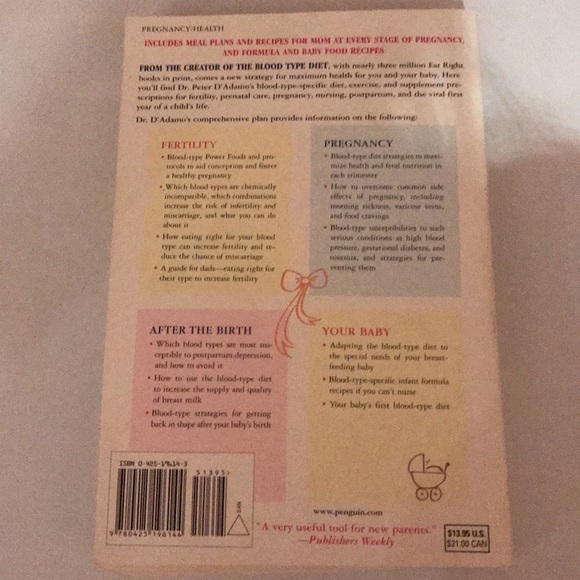 PREGNANCY/HEALTH
INCLUDES MEAL PLANS AND RECIPES FOR MOM AT EVERY STAGE OF PREGNANCY,
AND FORMULA AND BABY FOOD RECIPES
FROM THE CREATOR OF THE BLOOD TYPE DIET, with nearly three million Eat Right
books in print, comes a new strategy for maximum health for you and your baby. Here
you'll find Dr. Peter D'Adamo's blood-type-specific diet, exercise, and supplement pre-
scriptions for fertility, prenatal care, pregnancy, nursing, postpartum, and the vital first
year of a child's life.
Dr. D'Adamo's comprehensive plan provides information on the following:
FERTILITY
• Blood-type Power Foods and pro-
tocols to aid conception and foster
a healthy pregnancy
• Which blood types are chemically
incompatible, which combinations
increase the risk of infertility and
miscarriage, and what you can do
about it
• How eating right for your blood
type can increase fertility and re-
duce the chance of miscarriage
• A guide for dads—eating right for
their type to increase fertility
PREGNANCY
• Blood-type diet strategies to maxi-
mize health and fetal nutrition in
each trimester
• How to overcome common side
effects of pregnancy, including
morning sickness, varicose veins,
and food cravings
• Blood-type susceptibilities to such
serious conditions as high blood
pressure, gestational diabetes, and
toxemia, and strategies for pre-
venting them
AFTER THE BIRTH
• Which blood types are most sus-
ceptible to postpartum depression,
and how to avoid it
• How to use the blood-type diet
to increase the supply and quality
of breast milk
• Blood-type strategies for getting
back in shape after your baby's birth
YOUR BABY
• Adapting the blood-type diet to
the special needs of your breast-
feeding baby
• Blood-type-specific infant formula
recipes if you can't nurse
• Your baby's first blood-type diet
ISBN 0-425-19614-3
51395>
9 780425 196144
EAN
www.penguin.com
"A very useful tool for new parents."
—Publishers Weekly
$13.95 U.S.
$21.00 CAN